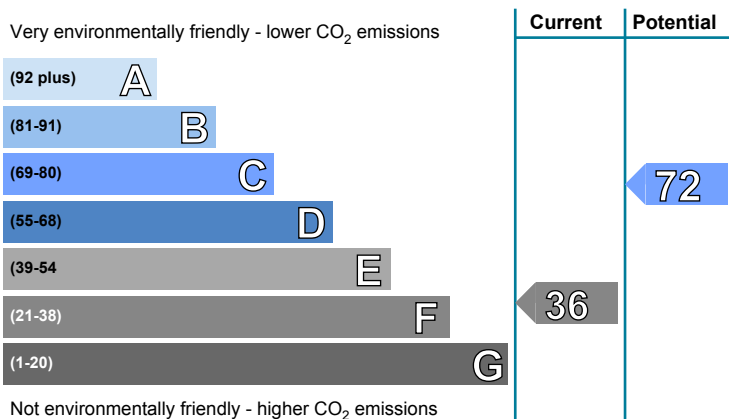 Very environmentally friendly - lower CO₂ emissions
Current
Potential
(92 plus) A
(81-91) B
(69-80) C
72
(55-68) D
(39-54 E
36
(21-38) F
(1-20) G
Not environmentally friendly - higher CO₂ emissions